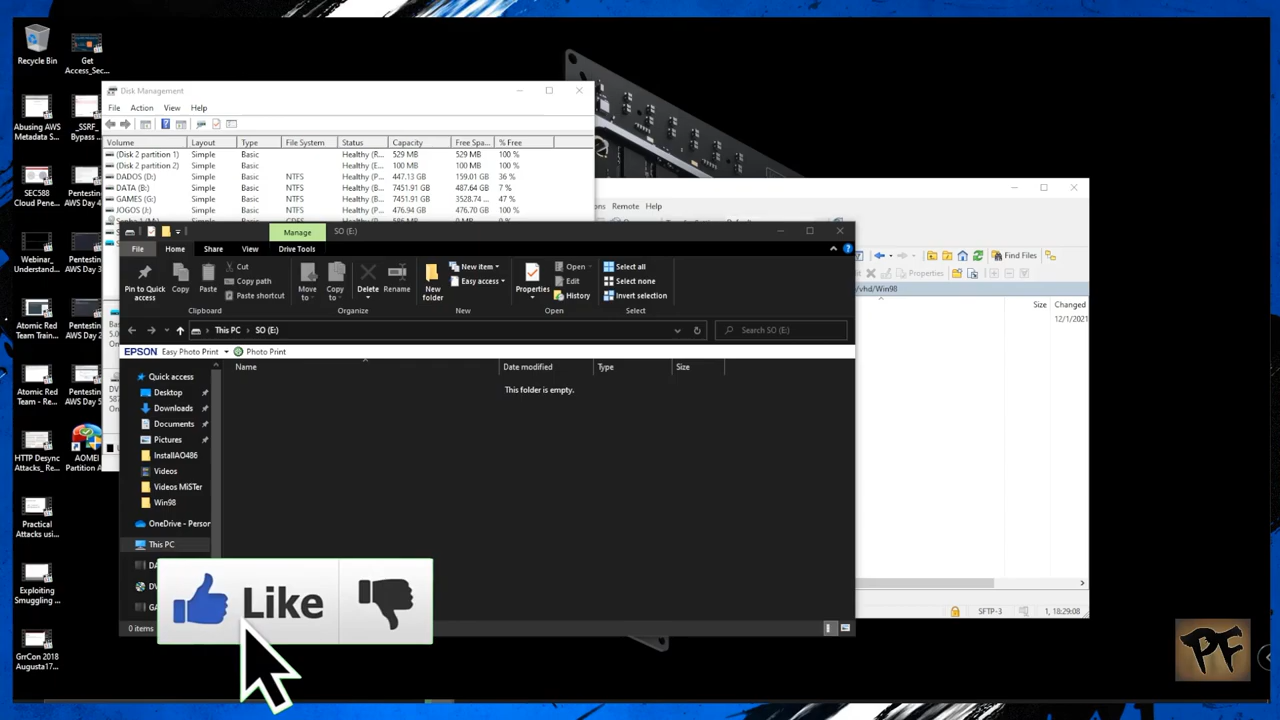 Recycle Bin
Get
Access_Sec...
Abusing AWS
Metadata S...
_SSRF_
Bypass
SEC588
Cloud Pene...
Pentesting
AWS Day 4
Webinar_
Understand...
Pentesting
AWS Day 3
Atomic Red
Team Train...
Pentesting
AWS Day 2
Atomic Red
Team - Re...
Pentesting
AWS Day 5
HTTP Desync
Attacks_ Re...
AOMEI
Partition A
Practical
Attacks usi...
Exploiting
Smuggling ...
GrrCon 2018
Augusta17...
Disk Management
File Action View Help
Volume Layout Type File System Status Capacity Free Spa... % Free
(Disk 2 partition 1) Simple Basic Healthy (R... 529 MB 529 MB 100 %
(Disk 2 partition 2) Simple Basic Healthy (E... 100 MB 100 MB 100 %
DADOS (D:) Simple Basic NTFS Healthy (P... 447.13 GB 159.01 GB 36 %
DATA (B:) Simple Basic NTFS Healthy (P... 7451.91 GB 487.64 GB 7 %
GAMES (G:) Simple Basic NTFS Healthy (P... 7451.91 GB 3528.74 ... 47 %
JOGOS (J:) Simple Basic NTFS Healthy (P... 476.94 GB 476.70 GB 100 %
Remote Help
Find Files
Properties
/vhd/Win98
Size Changed
12/1/2021
SFTP-3 1, 18:29:08
Manage SO (E:)
File Home Share View Drive Tools
Pin to Quick
access
Copy
Paste
Cut
Copy path
Paste shortcut
Move
to
Copy
to
Delete
Rename
New
folder
New item
Easy access
Properties
Open
Edit
History
Select all
Select none
Invert selection
Clipboard Organize New Open Select
This PC SO (E:) Search SO (E:)
EPSON Easy Photo Print Photo Print
Name Date modified Type Size
This folder is empty.
Quick access
Desktop
Downloads
Documents
Pictures
InstallAO486
Videos
Videos MiSTer
Win98
OneDrive - Person
This PC
0 items
Like
PF